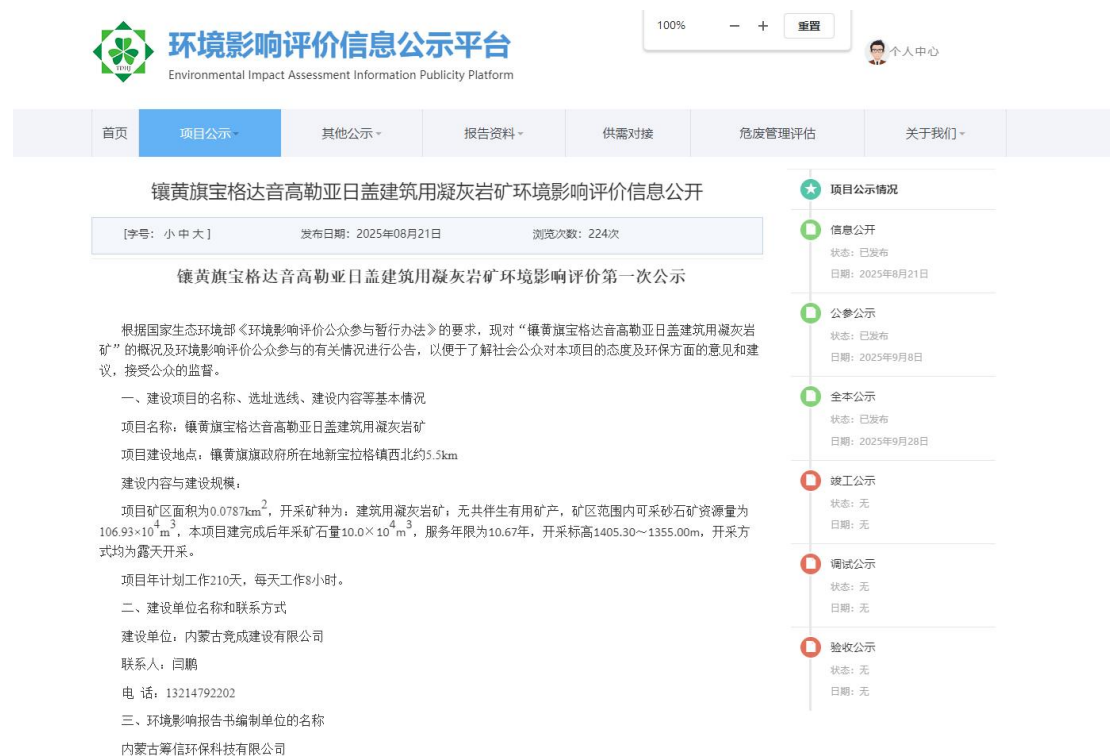 环境影响评价信息公示平台
Environmental Impact Assessment Information Publicity Platform
100% － ＋ 重置
个人中心
首页 项目公示 其他公示 报告资料 供需对接 危废管理评估 关于我们
镶黄旗宝格达音高勒亚日盖建筑用凝灰岩矿环境影响评价信息公开
[字号： 小 中 大 ] 发布日期：2025年08月21日 浏览次数：224次
镶黄旗宝格达音高勒亚日盖建筑用凝灰岩矿环境影响评价第一次公示
根据国家生态环境部《环境影响评价公众参与暂行办法》的要求，现对“镶黄旗宝格达音高勒亚日盖建筑用凝灰岩
矿”的概况及环境影响评价公众参与的有关情况进行公告，以便于了解社会公众对本项目的态度及环保方面的意见和建
议，接受公众的监督。
一、建设项目的名称、选址选线、建设内容等基本情况
项目名称：镶黄旗宝格达音高勒亚日盖建筑用凝灰岩矿
项目建设地点：镶黄旗旗政府所在地新宝拉格镇西北约5.5km
建设内容与建设规模：
项目矿区面积为0.0787km²，开采矿种为：建筑用凝灰岩矿；无共伴生有用矿产，矿区范围内可采砂石矿资源量为
106.93×10⁴m³，本项目建完成后年采矿石量10.0×10⁴m³，服务年限为10.67年，开采标高1405.30～1355.00m，开采方
式均为露天开采。
项目年计划工作210天，每天工作8小时。
二、建设单位名称和联系方式
建设单位：内蒙古竞成建设有限公司
联系人：闫鹏
电 话：13214792202
三、环境影响报告书编制单位的名称
内蒙古筹信环保科技有限公司
项目公示情况
信息公开
状态：已发布
日期：2025年8月21日
公参公示
状态：已发布
日期：2025年9月8日
全本公示
状态：已发布
日期：2025年9月28日
竣工公示
状态：无
日期：无
调试公示
状态：无
日期：无
验收公示
状态：无
日期：无